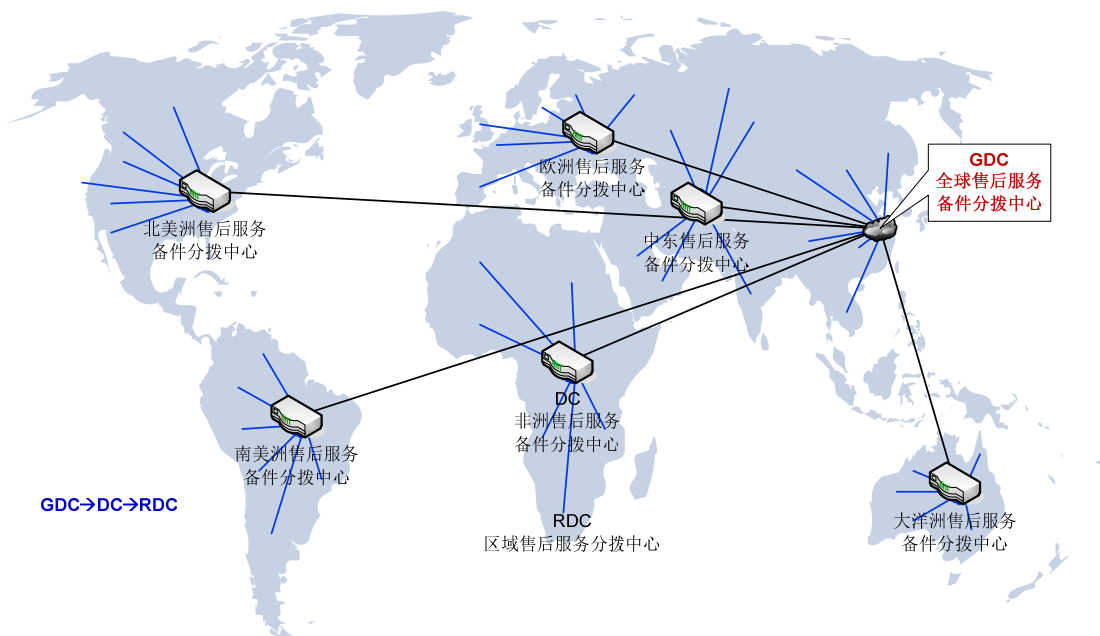 GDC
全球售后服务
备件分拨中心
欧洲售后服务
备件分拨中心
北美洲售后服务
备件分拨中心
中东售后服务
备件分拨中心
DC
非洲售后服务
备件分拨中心
南美洲售后服务
备件分拨中心
GDC→DC→RDC
RDC
区域售后服务分拨中心
大洋洲售后服务
备件分拨中心